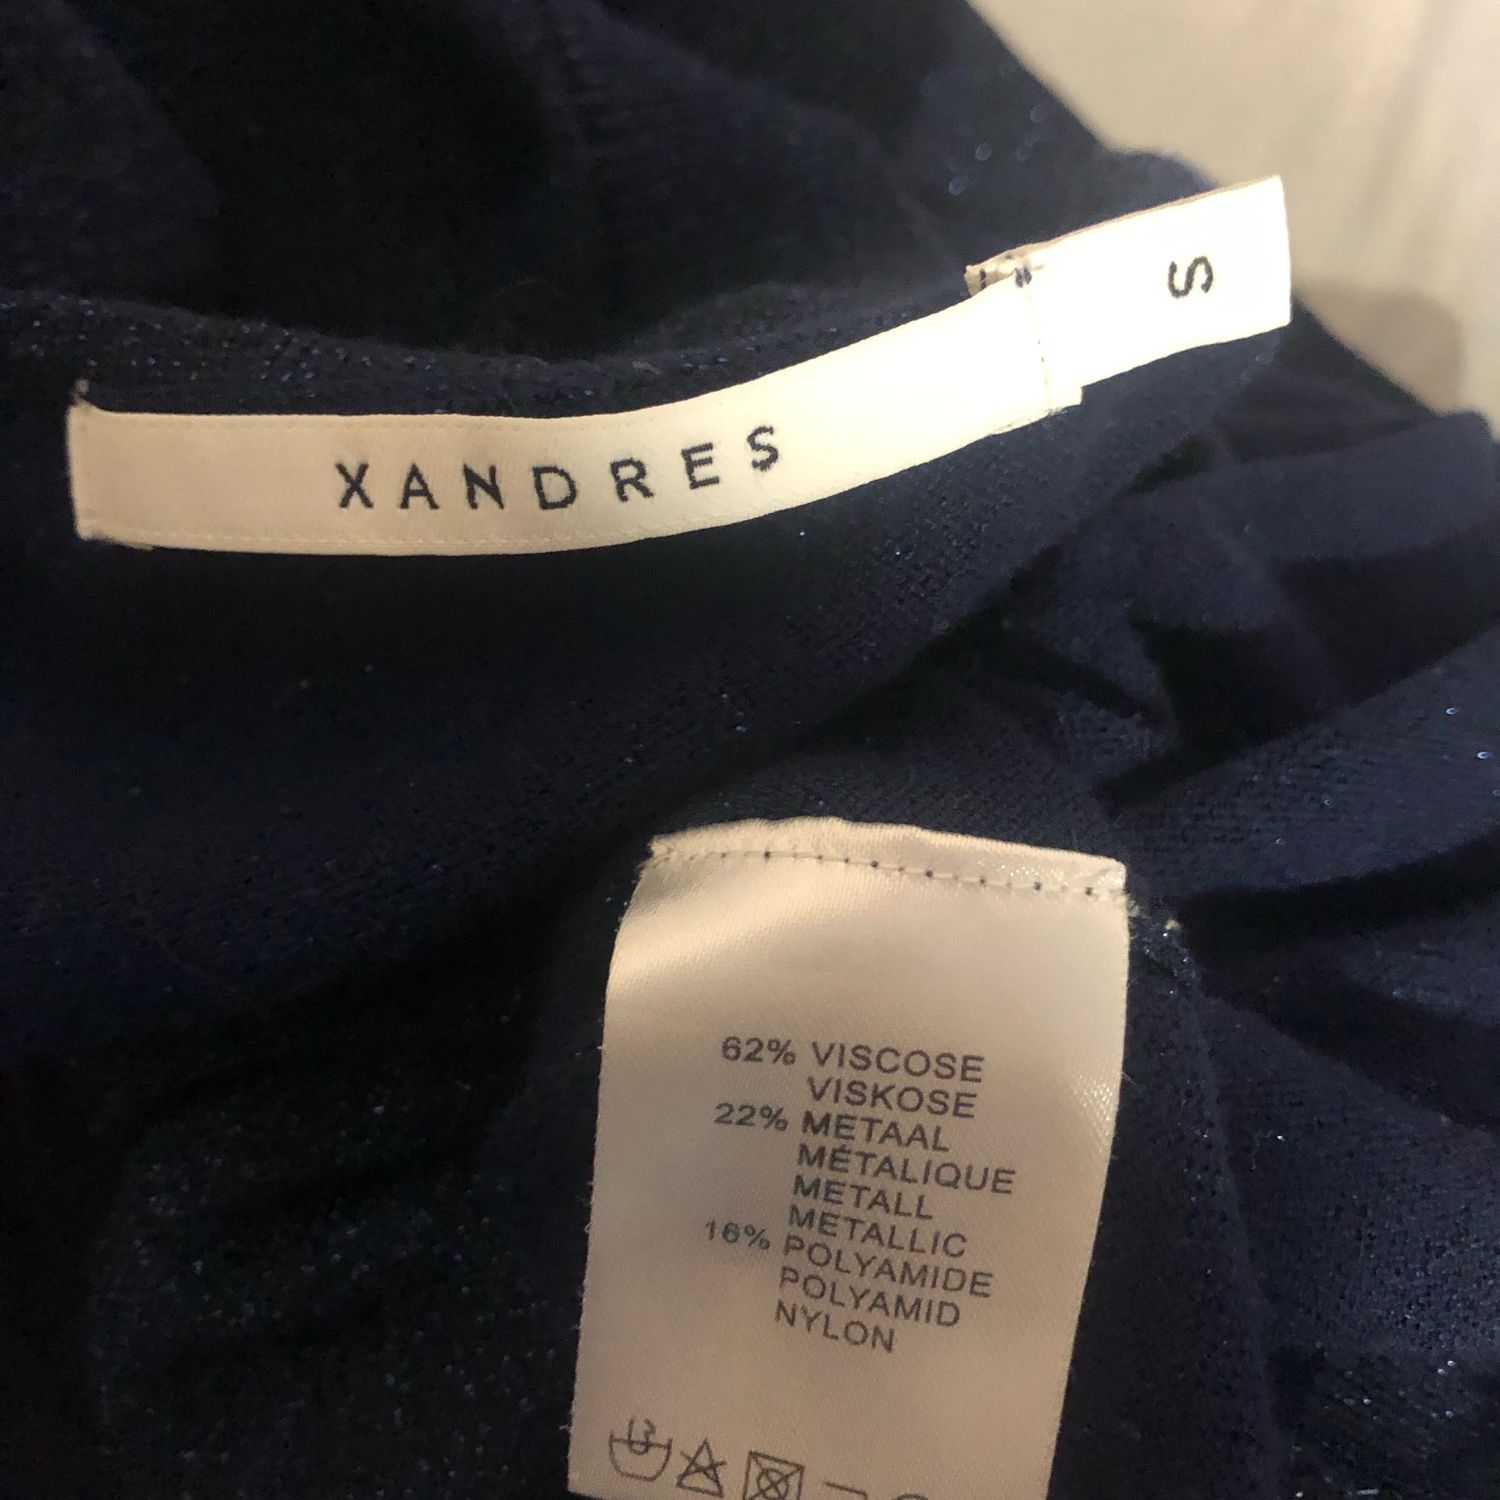 XANDRES
S
62% VISCOSE
VISKOSE
22% METAAL
MÉTALIQUE
METALL
METALLIC
16% POLYAMIDE
POLYAMID
NYLON